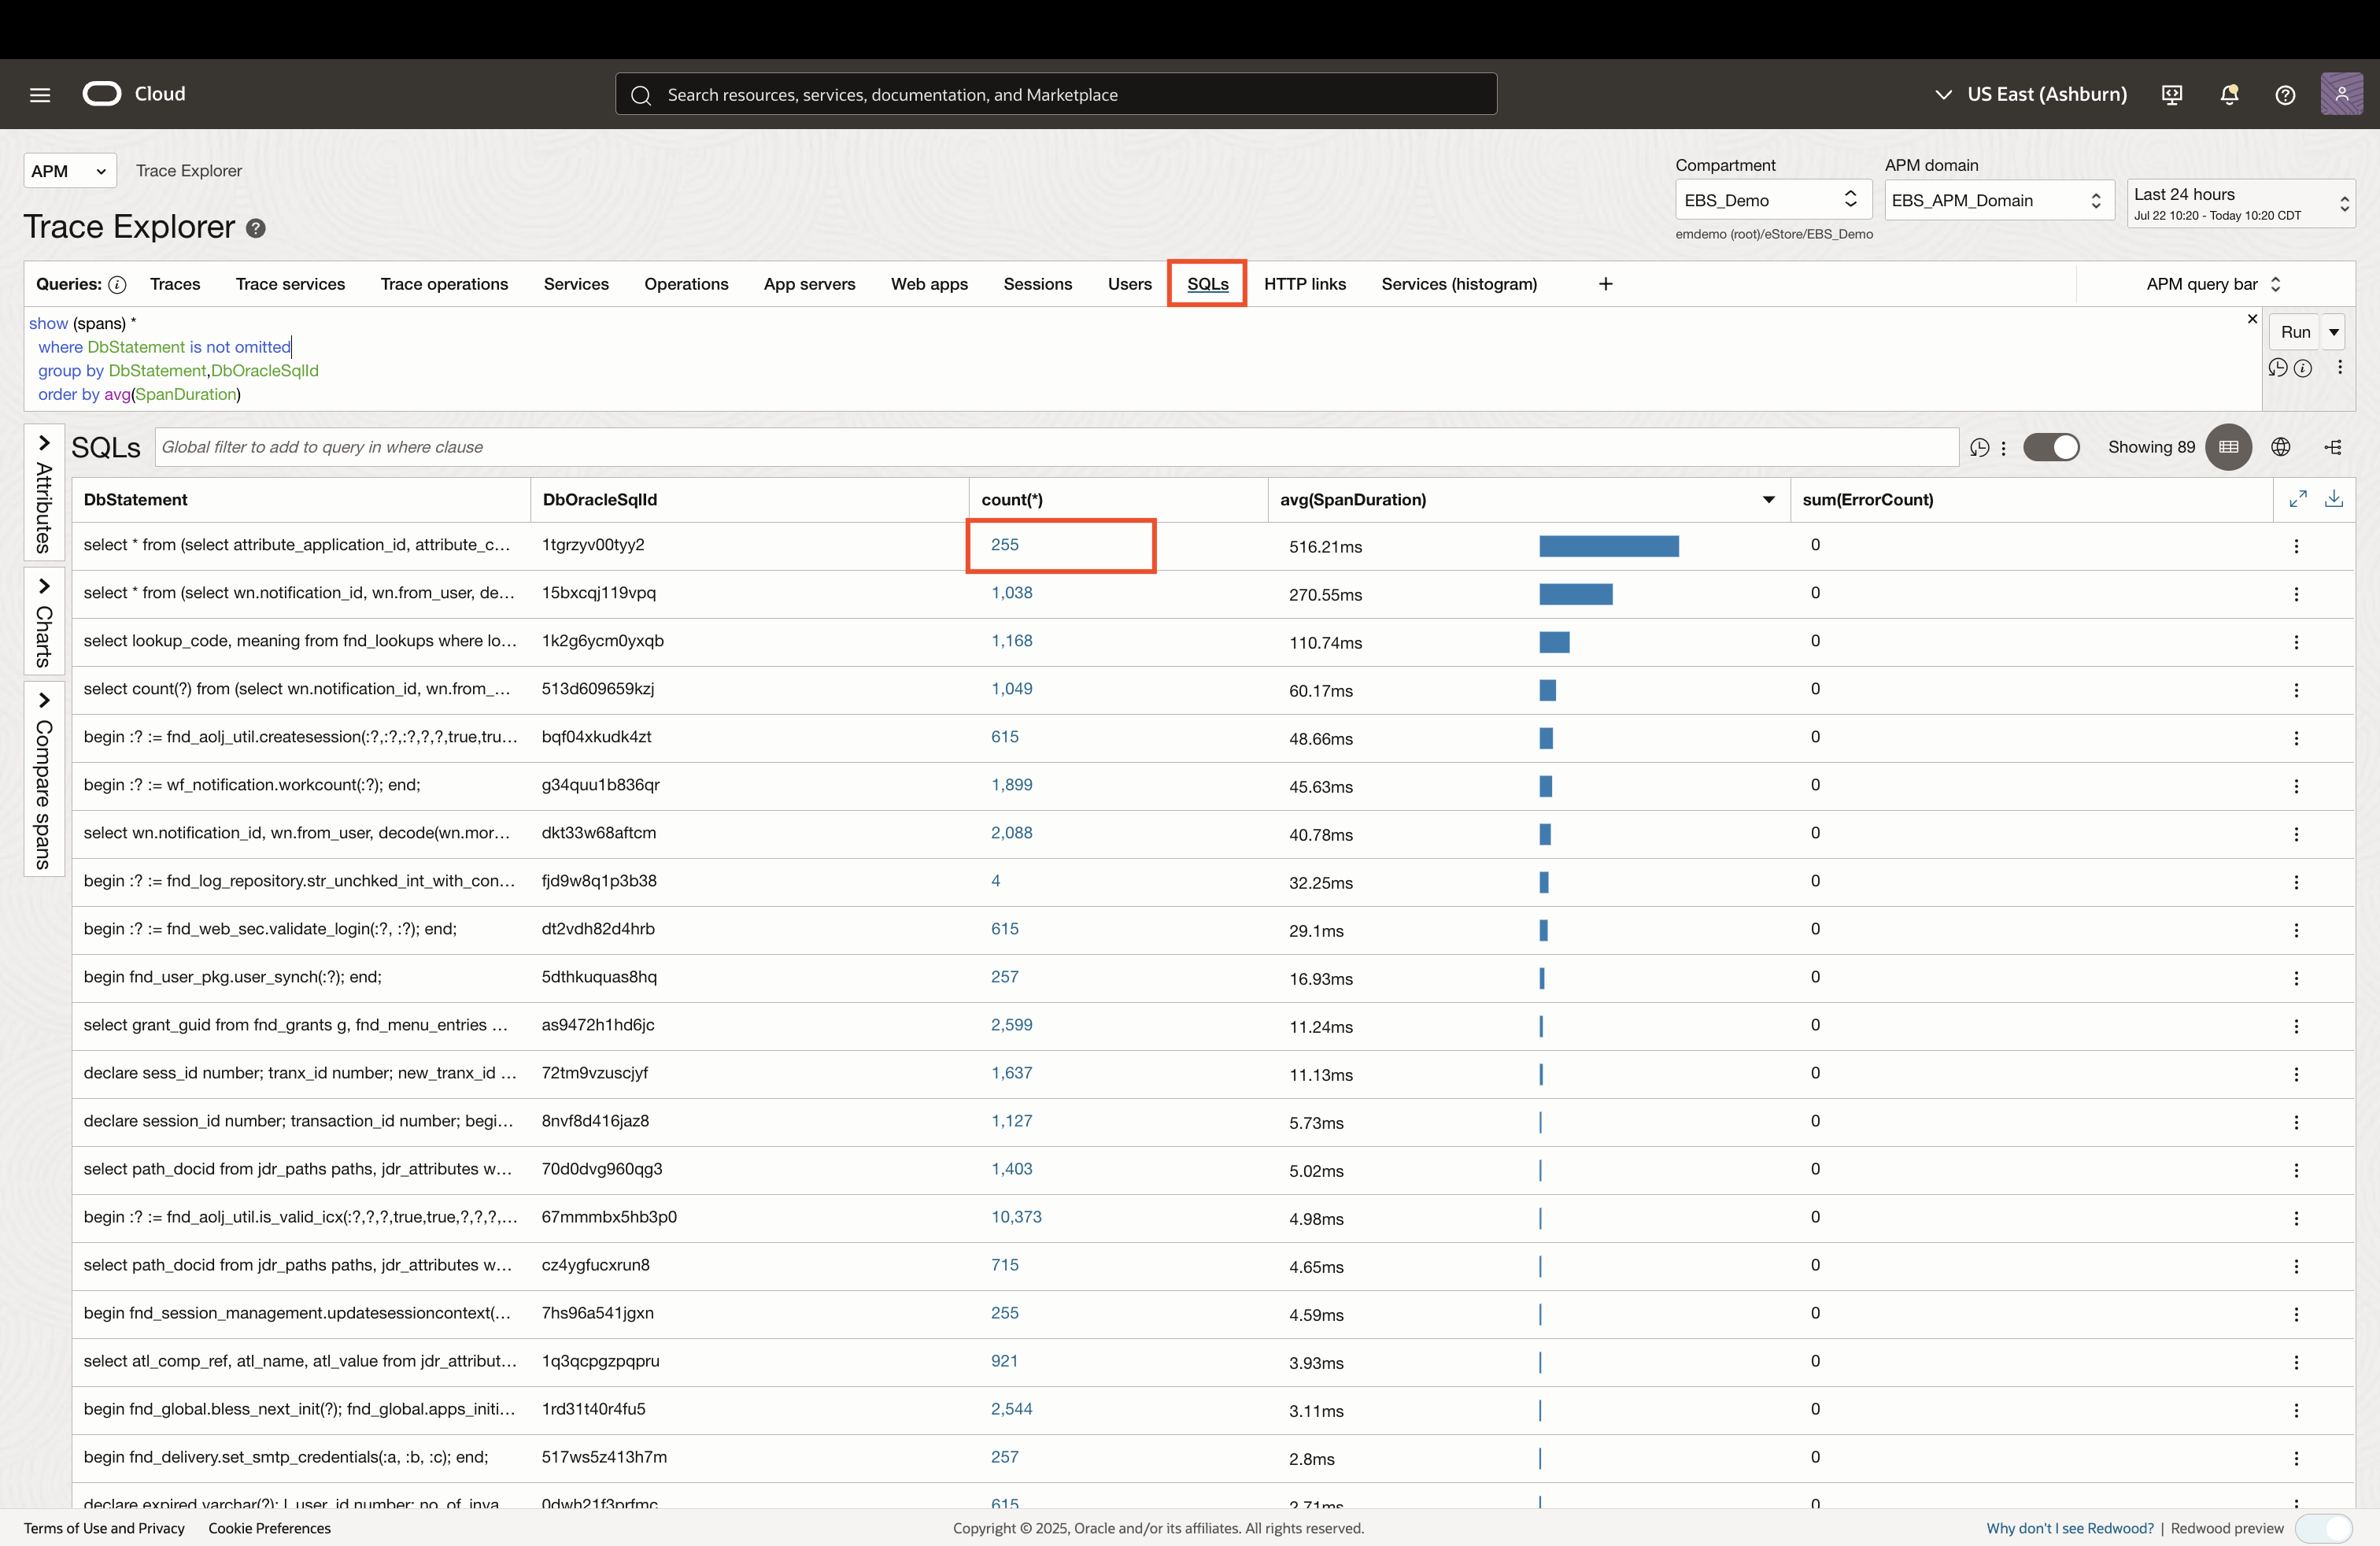 Cloud
Search resources, services, documentation, and Marketplace
US East (Ashburn)
APM
Trace Explorer
Compartment
APM domain
EBS_Demo
EBS_APM_Domain
Last 24 hours
Jul 22 10:20 - Today 10:20 CDT
emdemo (root)/eStore/EBS_Demo
Trace Explorer
Queries: Traces Trace services Trace operations Services Operations App servers Web apps Sessions Users SQLs HTTP links Services (histogram) + APM query bar
show (spans) *
where DbStatement is not omitted
group by DbStatement,DbOracleSqlId
order by avg(SpanDuration)
Run
Attributes
Charts
Compare spans
SQLs
Global filter to add to query in where clause
Showing 89
DbStatement DbOracleSqlId count(*) avg(SpanDuration) sum(ErrorCount)
select * from (select attribute_application_id, attribute_c... 1tgrzyv00tyy2 255 516.21ms 0
select * from (select wn.notification_id, wn.from_user, de... 15bxcqj119vpq 1,038 270.55ms 0
select lookup_code, meaning from fnd_lookups where lo... 1k2g6ycm0yxqb 1,168 110.74ms 0
select count(?) from (select wn.notification_id, wn.from_... 513d609659kzj 1,049 60.17ms 0
begin :? := fnd_aolj_util.createsession(:?,:?,:?,?,?,true,tru... bqf04xkudk4zt 615 48.66ms 0
begin :? := wf_notification.workcount(:?); end; g34quu1b836qr 1,899 45.63ms 0
select wn.notification_id, wn.from_user, decode(wn.mor... dkt33w68aftcm 2,088 40.78ms 0
begin :? := fnd_log_repository.str_unchked_int_with_con... fjd9w8q1p3b38 4 32.25ms 0
begin :? := fnd_web_sec.validate_login(:?, :?); end; dt2vdh82d4hrb 615 29.1ms 0
begin fnd_user_pkg.user_synch(:?); end; 5dthkuquas8hq 257 16.93ms 0
select grant_guid from fnd_grants g, fnd_menu_entries ... as9472h1hd6jc 2,599 11.24ms 0
declare sess_id number; tranx_id number; new_tranx_id ... 72tm9vzuscjyf 1,637 11.13ms 0
declare session_id number; transaction_id number; begi... 8nvf8d416jaz8 1,127 5.73ms 0
select path_docid from jdr_paths paths, jdr_attributes w... 70d0dvg960qg3 1,403 5.02ms 0
begin :? := fnd_aolj_util.is_valid_icx(:?,?,?,true,true,?,?,?,... 67mmmbx5hb3p0 10,373 4.98ms 0
select path_docid from jdr_paths paths, jdr_attributes w... cz4ygfucxrun8 715 4.65ms 0
begin fnd_session_management.updatesessioncontext(... 7hs96a541jgxn 255 4.59ms 0
select atl_comp_ref, atl_name, atl_value from jdr_attribut... 1q3qcpgzpqpru 921 3.93ms 0
begin fnd_global.bless_next_init(?); fnd_global.apps_initi... 1rd31t40r4fu5 2,544 3.11ms 0
begin fnd_delivery.set_smtp_credentials(:a, :b, :c); end; 517ws5z413h7m 257 2.8ms 0
declare expired varchar(?); l_user_id number; no_of_inva... 0dwh21f3prfmc 615 2.71ms 0
Terms of Use and Privacy Cookie Preferences
Copyright © 2025, Oracle and/or its affiliates. All rights reserved.
Why don't I see Redwood? | Redwood preview